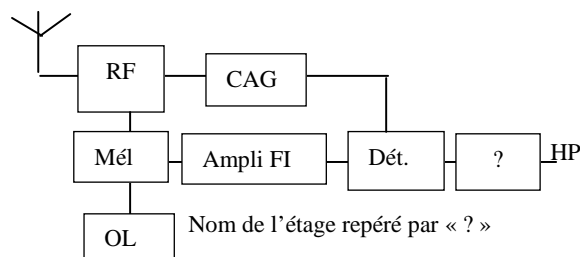 RF
CAG
Mél
Ampli FI
Dét.
?
HP
OL
Nom de l'étage repéré par « ? »